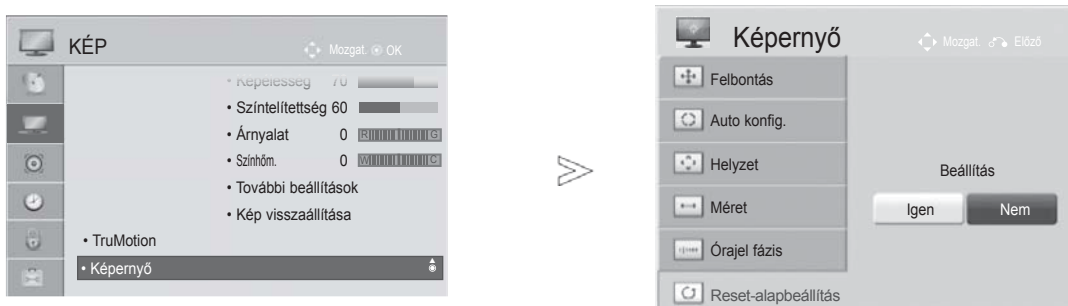 KÉP
Mozgat. OK
• Képélesség 70
• Színtelítettség 60
• Árnyalat 0 R G
• Színhőm. 0 W C
• További beállítások
• Kép visszaállítása
• TruMotion
• Képernyő
Képernyő
Mozgat. Előző
Felbontás
Auto konfig.
Helyzet
Méret
Órajel fázis
Reset-alapbeállítás
Beállítás
Igen Nem